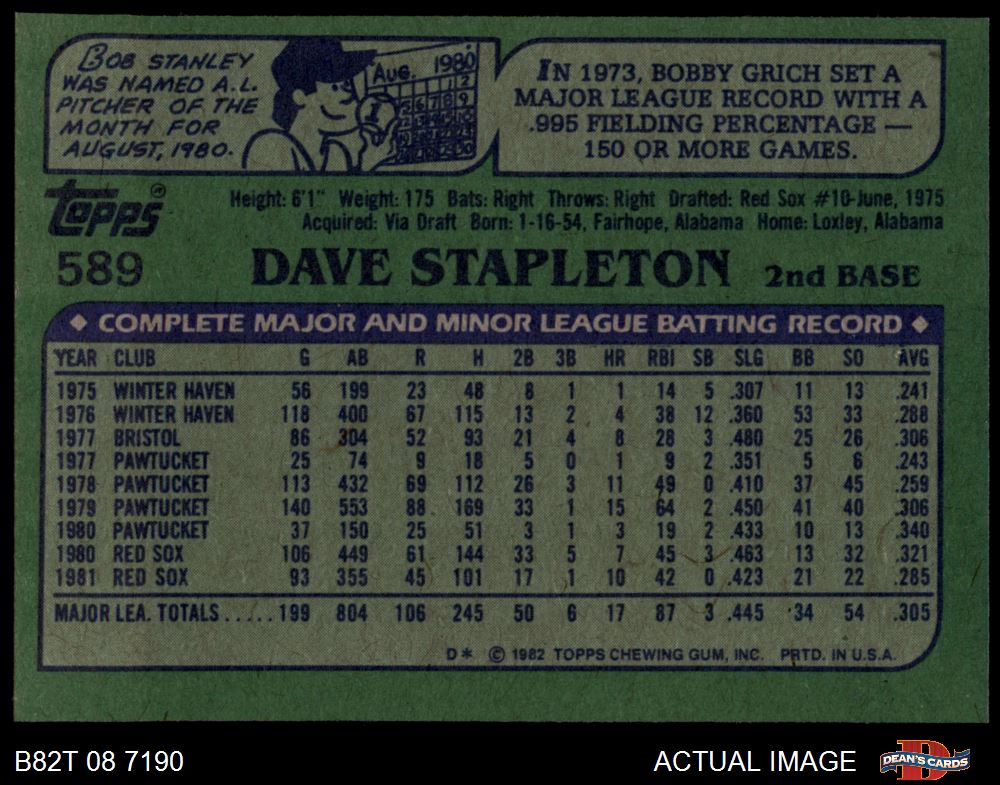 BOB STANLEY
WAS NAMED A.L.
PITCHER OF THE
MONTH FOR
AUGUST, 1980.
Aug. 1980
IN 1973, BOBBY GRICH SET A
MAJOR LEAGUE RECORD WITH A
.995 FIELDING PERCENTAGE —
150 OR MORE GAMES.
Topps®
Height: 6'1" Weight: 175 Bats: Right Throws: Right Drafted: Red Sox #10-June, 1975
Acquired: Via Draft Born: 1-16-54, Fairhope, Alabama Home: Loxley, Alabama
589 DAVE STAPLETON 2nd BASE
◆ COMPLETE MAJOR AND MINOR LEAGUE BATTING RECORD ◆
YEAR CLUB G AB R H 2B 3B HR RBI SB SLG BB SO AVG
1975 WINTER HAVEN 56 199 23 48 8 1 1 14 5 .307 11 13 .241
1976 WINTER HAVEN 118 400 67 115 13 2 4 38 12 .360 53 33 .288
1977 BRISTOL 86 304 52 93 21 4 8 28 3 .480 25 26 .306
1977 PAWTUCKET 25 74 9 18 5 0 1 9 2 .351 5 6 .243
1978 PAWTUCKET 113 432 69 112 26 3 11 49 0 .410 37 45 .259
1979 PAWTUCKET 140 553 88 169 33 1 15 64 2 .450 41 40 .306
1980 PAWTUCKET 37 150 25 51 3 1 3 19 2 .433 10 13 .340
1980 RED SOX 106 449 61 144 33 5 7 45 3 .463 13 32 .321
1981 RED SOX 93 355 45 101 17 1 10 42 0 .423 21 22 .285
MAJOR LEA. TOTALS ..... 199 804 106 245 50 6 17 87 3 .445 34 54 .305
D* © 1982 TOPPS CHEWING GUM, INC. PRTD. IN U.S.A.
B82T 08 7190 ACTUAL IMAGE
D
DEAN'S CARDS